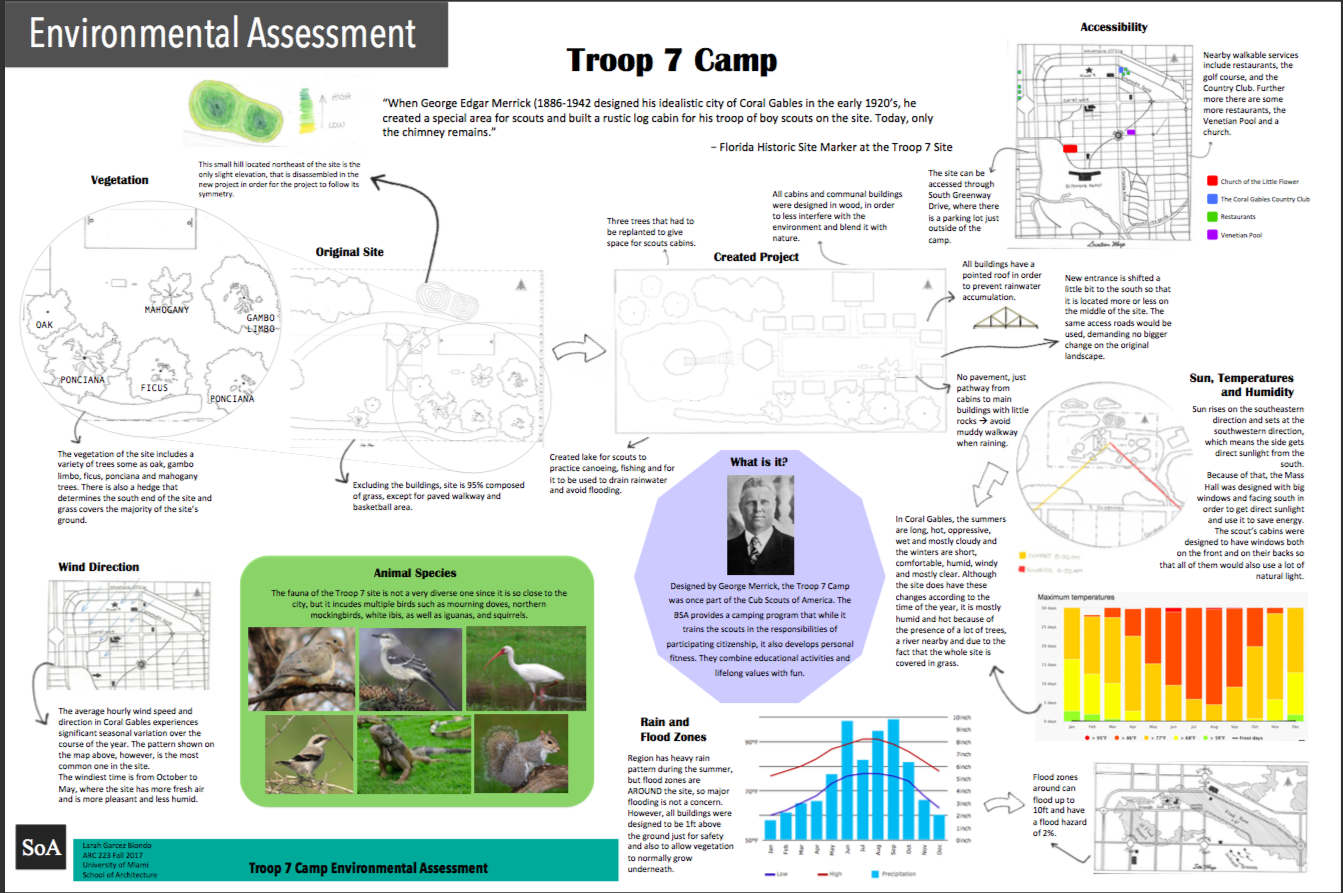 Environmental Assessment
Troop 7 Camp
"When George Edgar Merrick (1886-1942 designed his idealistic city of Coral Gables in the early 1920's, he
created a special area for scouts and built a rustic log cabin for his troop of boy scouts on the site. Today, only
the chimney remains."
– Florida Historic Site Marker at the Troop 7 Site
HIGH
LOW
This small hill located northeast of the site is the
only slight elevation, that is disassembled in the
new project in order for the project to follow its
symmetry.
Vegetation
OAK
MAHOGANY
GAMBO
LIMBO
PONCIANA
FICUS
PONCIANA
The vegetation of the site includes a
variety of trees some as oak, gambo
limbo, ficus, ponciana and mahogany
trees. There is also a hedge that
determines the south end of the site and
grass covers the majority of the site's
ground.
Original Site
Excluding the buildings, site is 95% composed
of grass, except for paved walkway and
basketball area.
Three trees that had to
be replanted to give
space for scouts cabins.
All cabins and communal buildings
were designed in wood, in order
to less interfere with the
environment and blend it with
nature.
Created Project
Created lake for scouts to
practice canoeing, fishing and for
it to be used to drain rainwater
and avoid flooding.
All buildings have a
pointed roof in order
to prevent rainwater
accumulation.
New entrance is shifted a
little bit to the south so that
it is located more or less on
the middle of the site. The
same access roads would be
used, demanding no bigger
change on the original
landscape.
No pavement, just
pathway from
cabins to main
buildings with little
rocks → avoid
muddy walkway
when raining.
Accessibility
Nearby walkable services
include restaurants, the
golf course, and the
Country Club. Further
more there are some
more restaurants, the
Venetian Pool and a
church.
The site can be
accessed through
South Greenway
Drive, where there
is a parking lot just
outside of the
camp.
Biltmore Hotel
Location Map
Church of the Little Flower
The Coral Gables Country Club
Restaurants
Venetian Pool
Sun, Temperatures
and Humidity
Sun rises on the southeastern
direction and sets at the
southwestern direction,
which means the side gets
direct sunlight from the
south.
Because of that, the Mass
Hall was designed with big
windows and facing south in
order to get direct sunlight
and use it to save energy.
The scout's cabins were
designed to have windows both
on the front and on their backs so
that all of them would also use a lot of
natural light.
In Coral Gables, the summers
are long, hot, oppressive,
wet and mostly cloudy and
the winters are short,
comfortable, humid, windy
and mostly clear. Although
the site does have these
changes according to the
time of the year, it is mostly
humid and hot because of
the presence of a lot of trees,
a river nearby and due to the
fact that the whole site is
covered in grass.
Maximum temperatures
30 days
25 days
20 days
15 days
10 days
5 days
0 days
Jan Feb Mar Apr May Jun Jul Aug Sep Oct Nov Dec
> 95°F > 86°F > 77°F > 68°F > 59°F Frost days
What is it?
Designed by George Merrick, the Troop 7 Camp
was once part of the Cub Scouts of America. The
BSA provides a camping program that while it
trains the scouts in the responsibilities of
participating citizenship, it also develops personal
fitness. They combine educational activities and
lifelong values with fun.
Wind Direction
The average hourly wind speed and
direction in Coral Gables experiences
significant seasonal variation over the
course of the year. The pattern shown on
the map above, however, is the most
common one in the site.
The windiest time is from October to
May, where the site has more fresh air
and is more pleasant and less humid.
Animal Species
The fauna of the Troop 7 site is not a very diverse one since it is so close to the
city, but it incudes multiple birds such as mourning doves, northern
mockingbirds, white ibis, as well as iguanas, and squirrels.
Rain and
Flood Zones
Region has heavy rain
pattern during the summer,
but flood zones are
AROUND the site, so major
flooding is not a concern.
However, all buildings were
designed to be 1ft above
the ground just for safety
and also to allow vegetation
to normally grow
underneath.
90°F
70°F
50°F
10inch
9inch
8inch
7inch
6inch
5inch
4inch
3inch
2inch
1inch
0inch
Jan Feb Mar Apr May Jun Jul Aug Sep Oct Nov Dec
Low High Precipitation
Flood zones
around can
flood up to
10ft and have
a flood hazard
of 2%.
SoA
Larah Garcez Biondo
ARC 223 Fall 2017
University of Miami
School of Architecture
Troop 7 Camp Environmental Assessment